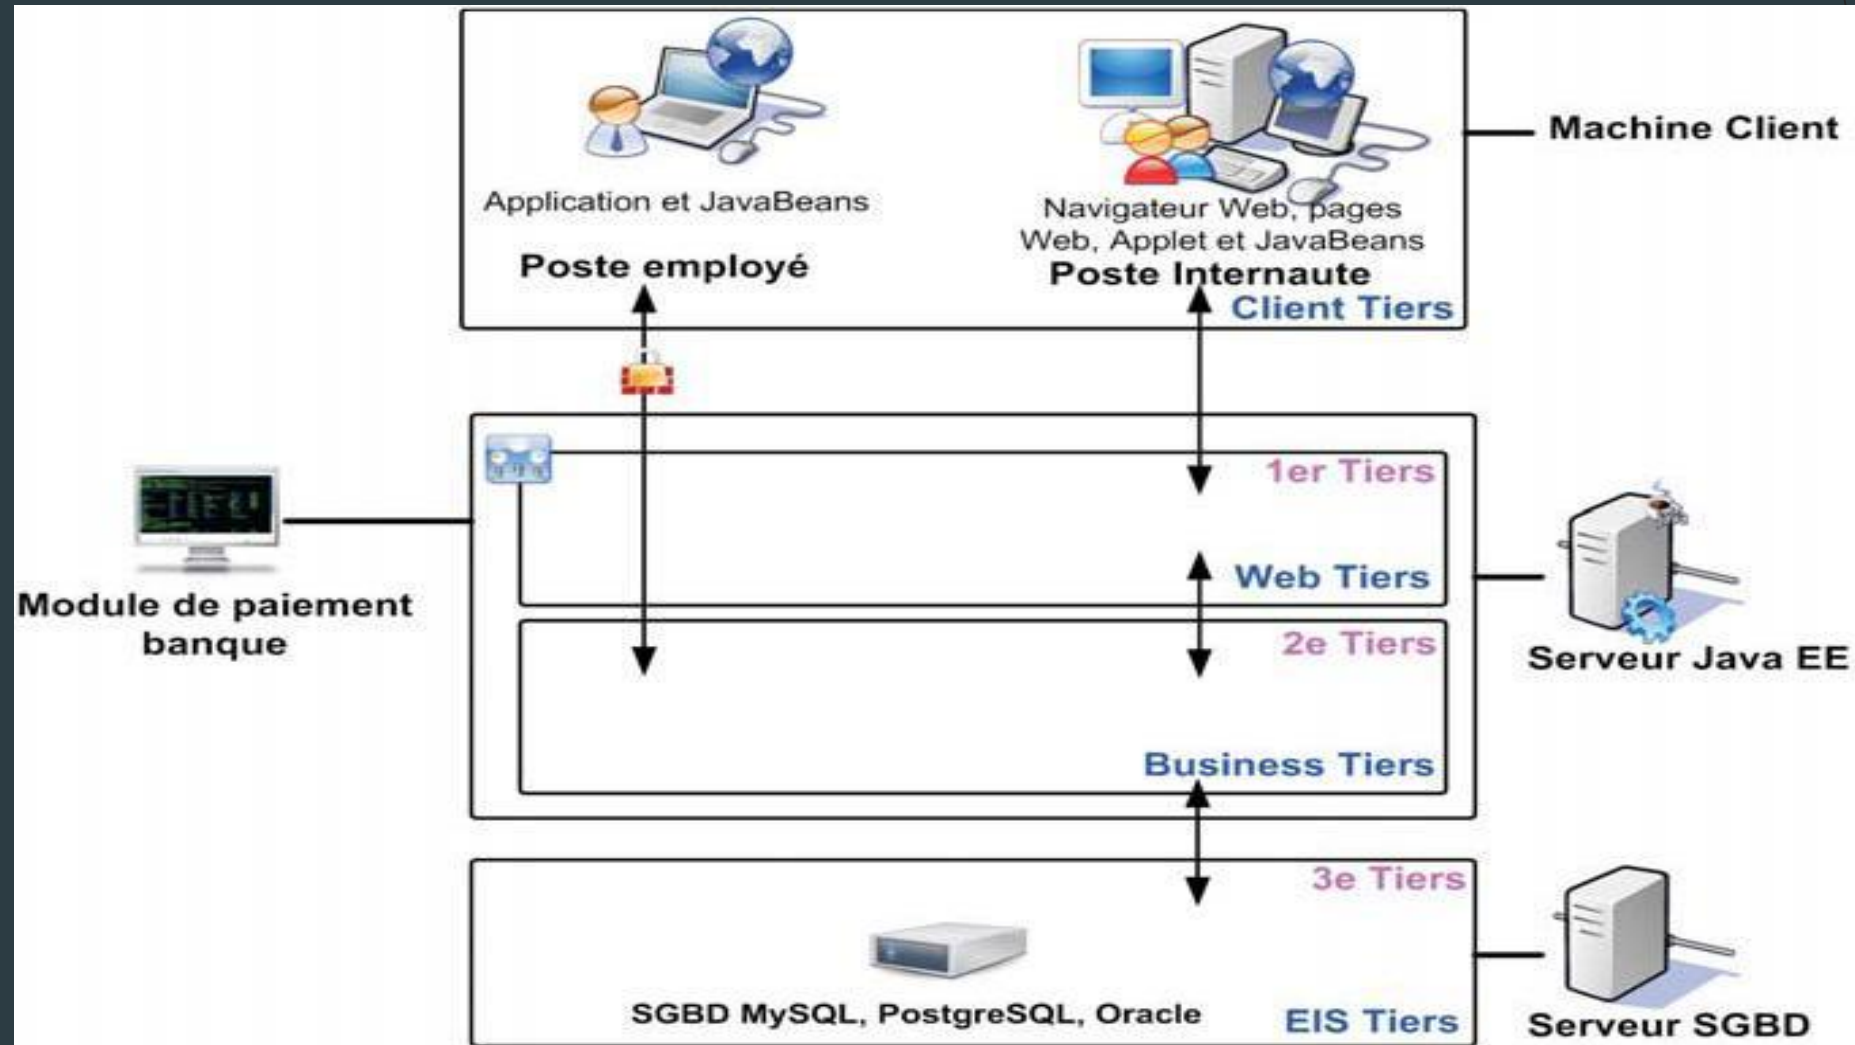 Machine Client
Application et JavaBeans
Poste employé
Navigateur Web, pages
Web, Applet et JavaBeans
Poste Internaute
Client Tiers
1er Tiers
Web Tiers
Module de paiement
banque
2e Tiers
Business Tiers
Serveur Java EE
3e Tiers
SGBD MySQL, PostgreSQL, Oracle
EIS Tiers
Serveur SGBD